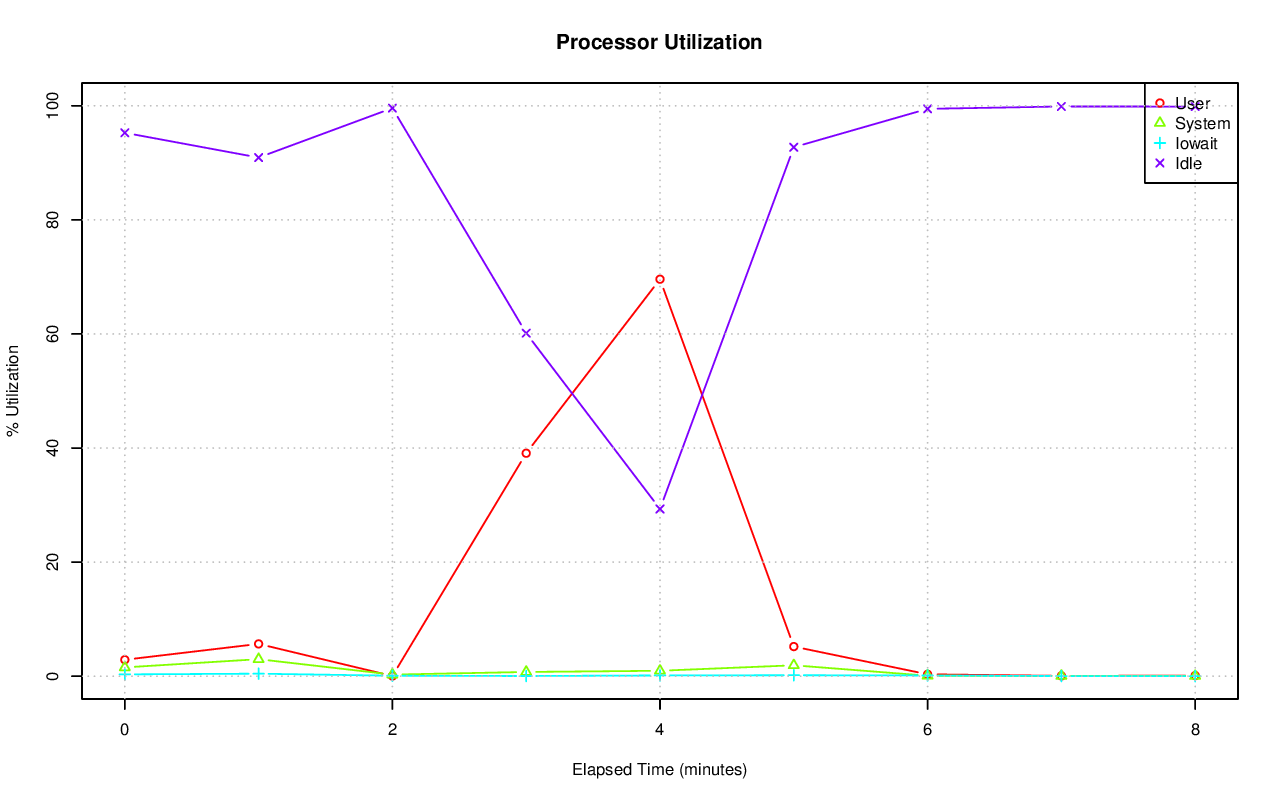 Processor Utilization
100
80
60
40
20
0
% Utilization
User
System
Iowait
Idle
0 2 4 6 8
Elapsed Time (minutes)